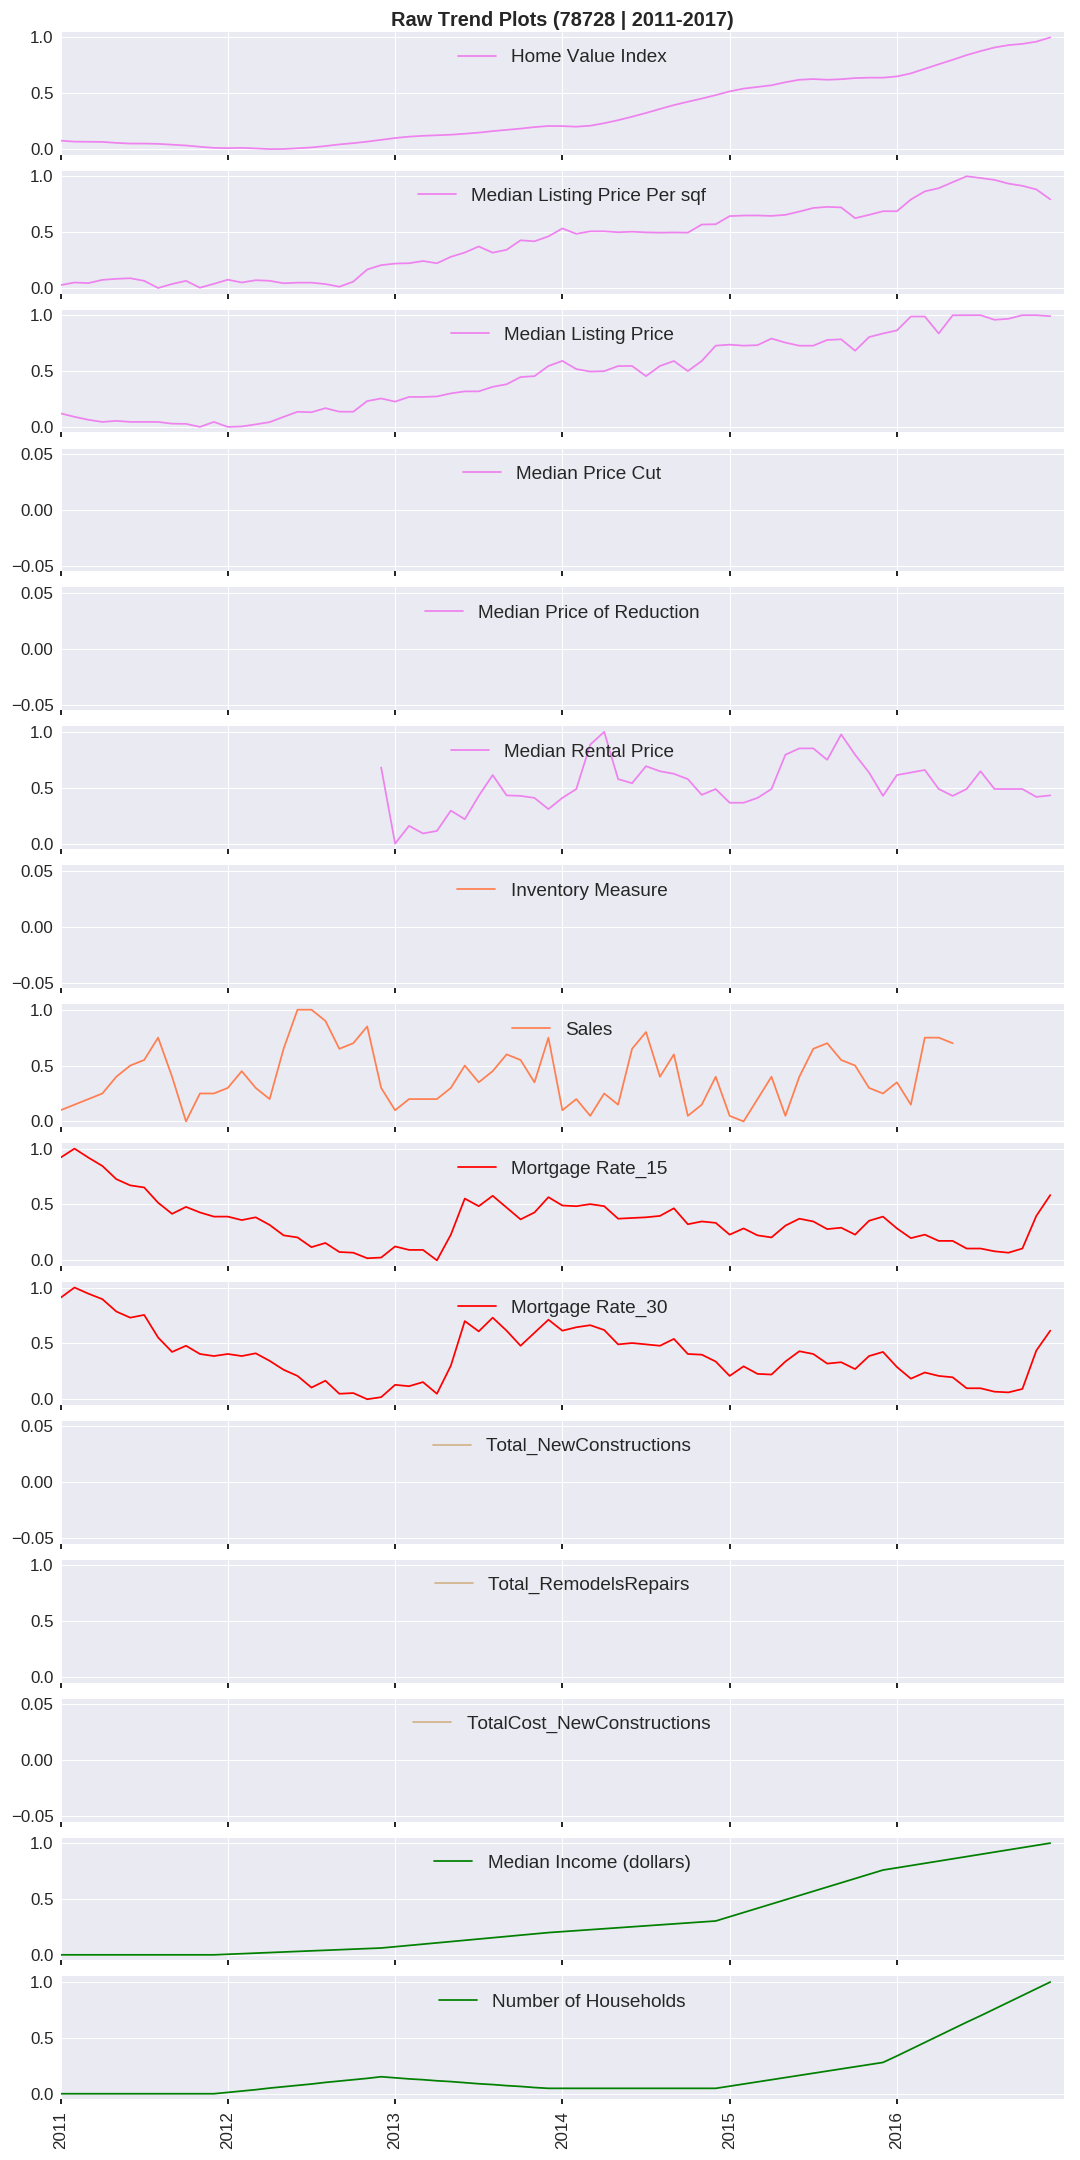 Raw Trend Plots (78728 | 2011-2017)
1.0
Home Value Index
0.5
0.0
1.0
Median Listing Price Per sqf
0.5
0.0
1.0
Median Listing Price
0.5
0.0
0.05
Median Price Cut
0.00
−0.05
0.05
Median Price of Reduction
0.00
−0.05
1.0
Median Rental Price
0.5
0.0
0.05
Inventory Measure
0.00
−0.05
1.0
Sales
0.5
0.0
1.0
Mortgage Rate_15
0.5
0.0
1.0
Mortgage Rate_30
0.5
0.0
0.05
Total_NewConstructions
0.00
−0.05
1.0
Total_RemodelsRepairs
0.5
0.0
0.05
TotalCost_NewConstructions
0.00
−0.05
1.0
Median Income (dollars)
0.5
0.0
1.0
Number of Households
0.5
0.0
2011 2012 2013 2014 2015 2016